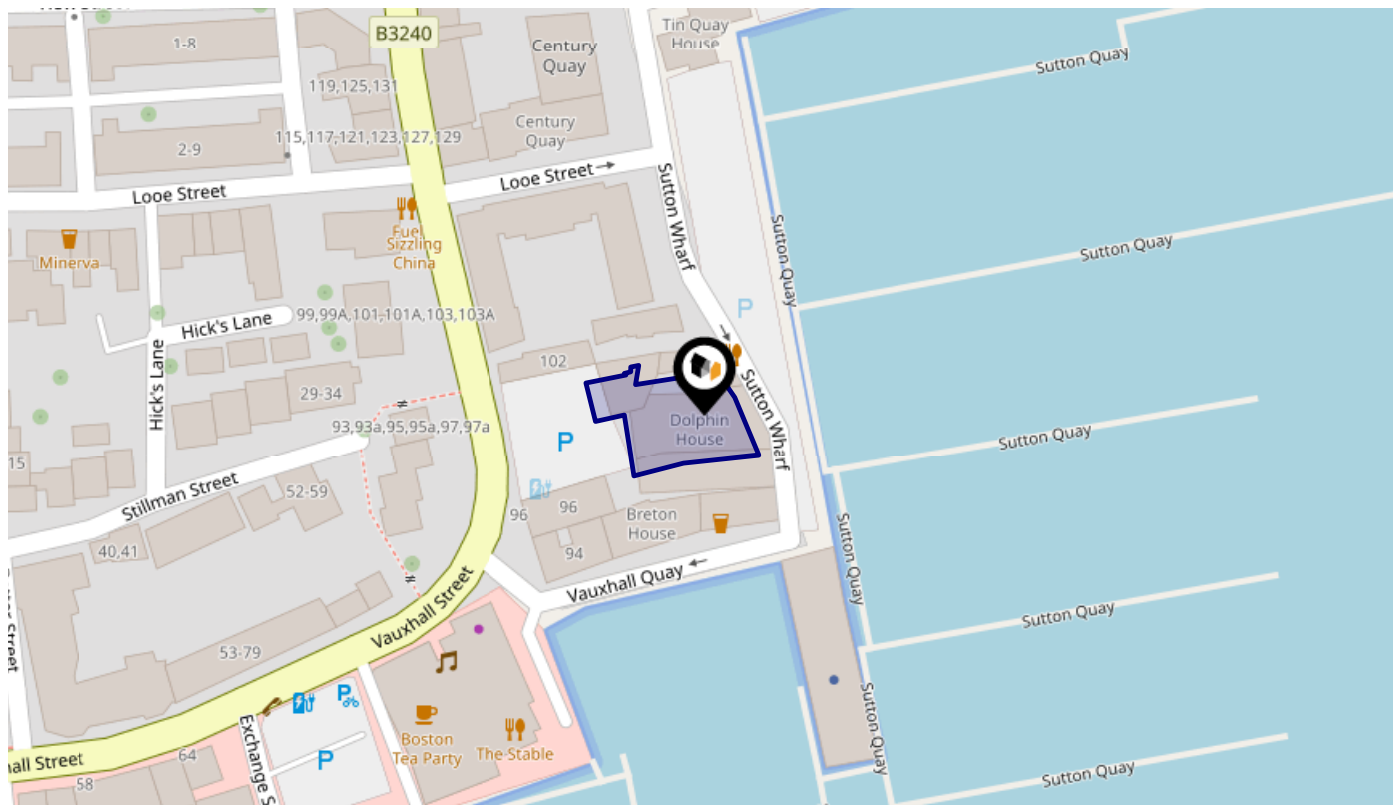 B3240
1-8
Century
Quay
Tin Quay
House
Sutton Quay
119,125,131
Century
Quay
115,117,121,123,127,129
2-9
Looe Street
Looe Street
Sutton Wharf
Sutton Quay
Sutton Quay
Fuel
Sizzling
China
Minerva
Hick's Lane
99,99A,101,101A,103,103A
P
Hick's Lane
102
29-34
Sutton Wharf
93,93a,95,95a,97,97a
P
Dolphin
House
Sutton Quay
15
Stillman Street
52-59
96
96
Breton
House
Sutton Quay
40,41
94
Vauxhall Quay
Vauxhall Street
Sutton Quay
53-79
Sutton Quay
P
Exchange S
Boston
Tea Party
The Stable
all Street
64
P
58
Sutton Quay